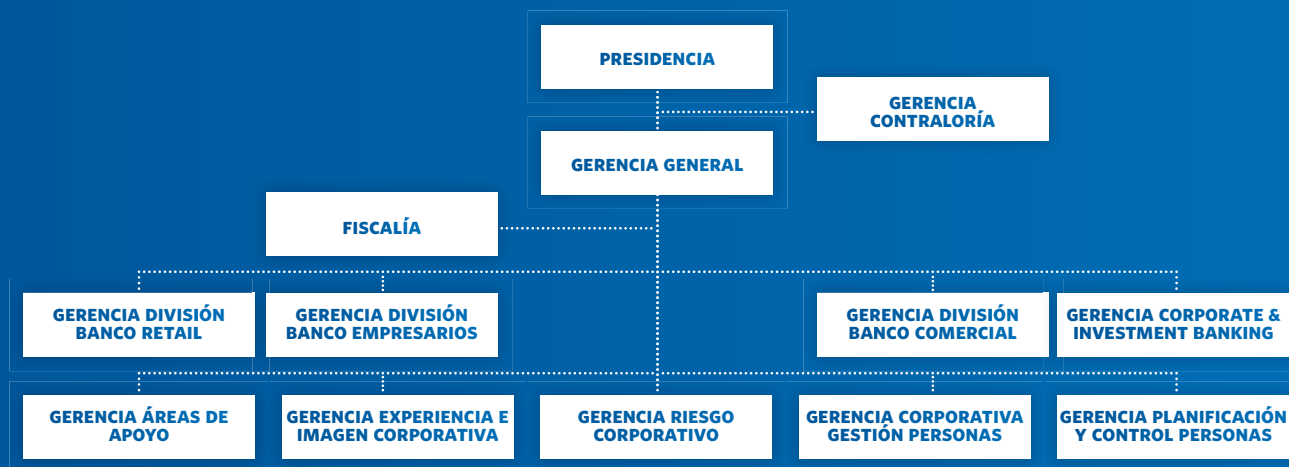 PRESIDENCIA
GERENCIA
CONTRALORÍA
GERENCIA GENERAL
FISCALÍA
GERENCIA DIVISIÓN
BANCO RETAIL
GERENCIA DIVISIÓN
BANCO EMPRESARIOS
GERENCIA DIVISIÓN
BANCO COMERCIAL
GERENCIA CORPORATE &
INVESTMENT BANKING
GERENCIA ÁREAS DE
APOYO
GERENCIA EXPERIENCIA E
IMAGEN CORPORATIVA
GERENCIA RIESGO
CORPORATIVO
GERENCIA CORPORATIVA
GESTIÓN PERSONAS
GERENCIA PLANIFICACIÓN
Y CONTROL PERSONAS